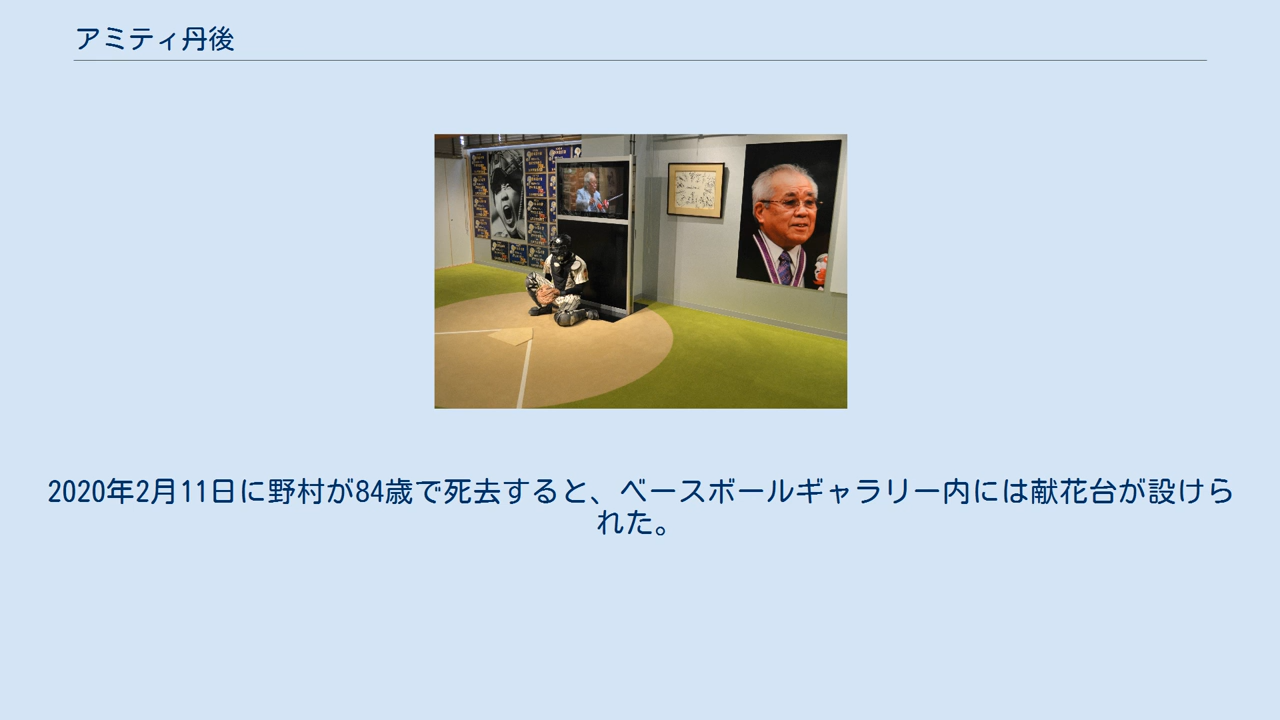 アミティ丹後
2020年2月11日に野村が84歳で死去すると、ベースボールギャラリー内には献花台が設けら
れた。